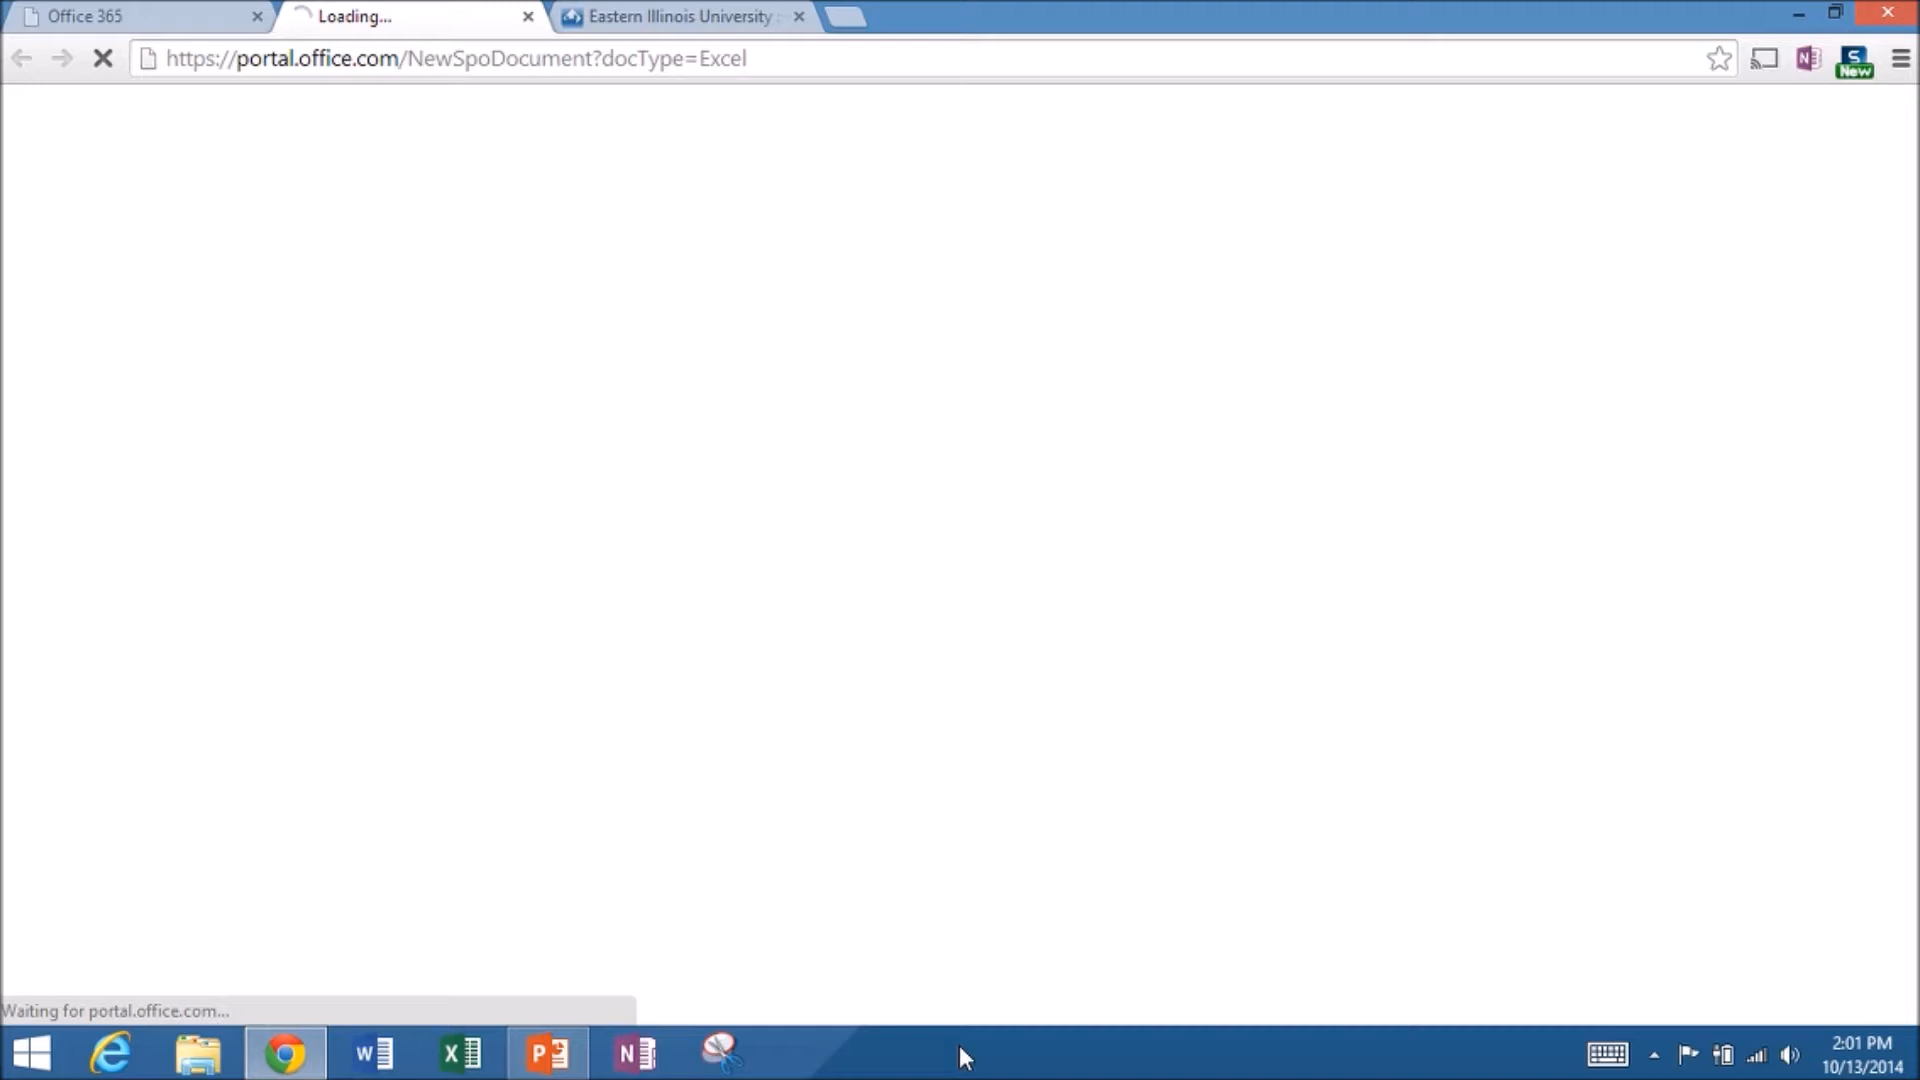 Office 365
Loading...
Eastern Illinois University
https://portal.office.com/NewSpoDocument?docType=Excel
N
S
New
Waiting for portal.office.com...
W
X
P
N
2:01 PM
10/13/2014